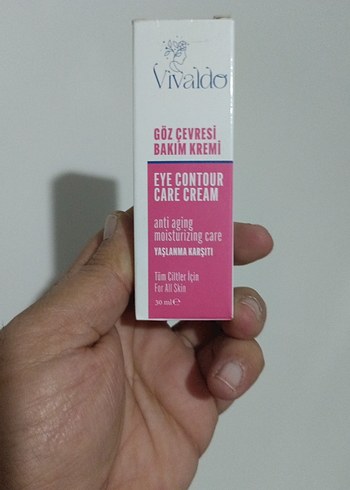 Vivaldo
GÖZ ÇEVRESİ
BAKIM KREMİ
EYE CONTOUR
CARE CREAM
anti aging
moisturizing care
YAŞLANMA KARŞITI
Tüm Ciltler İçin
For All Skin
30 ml ℮